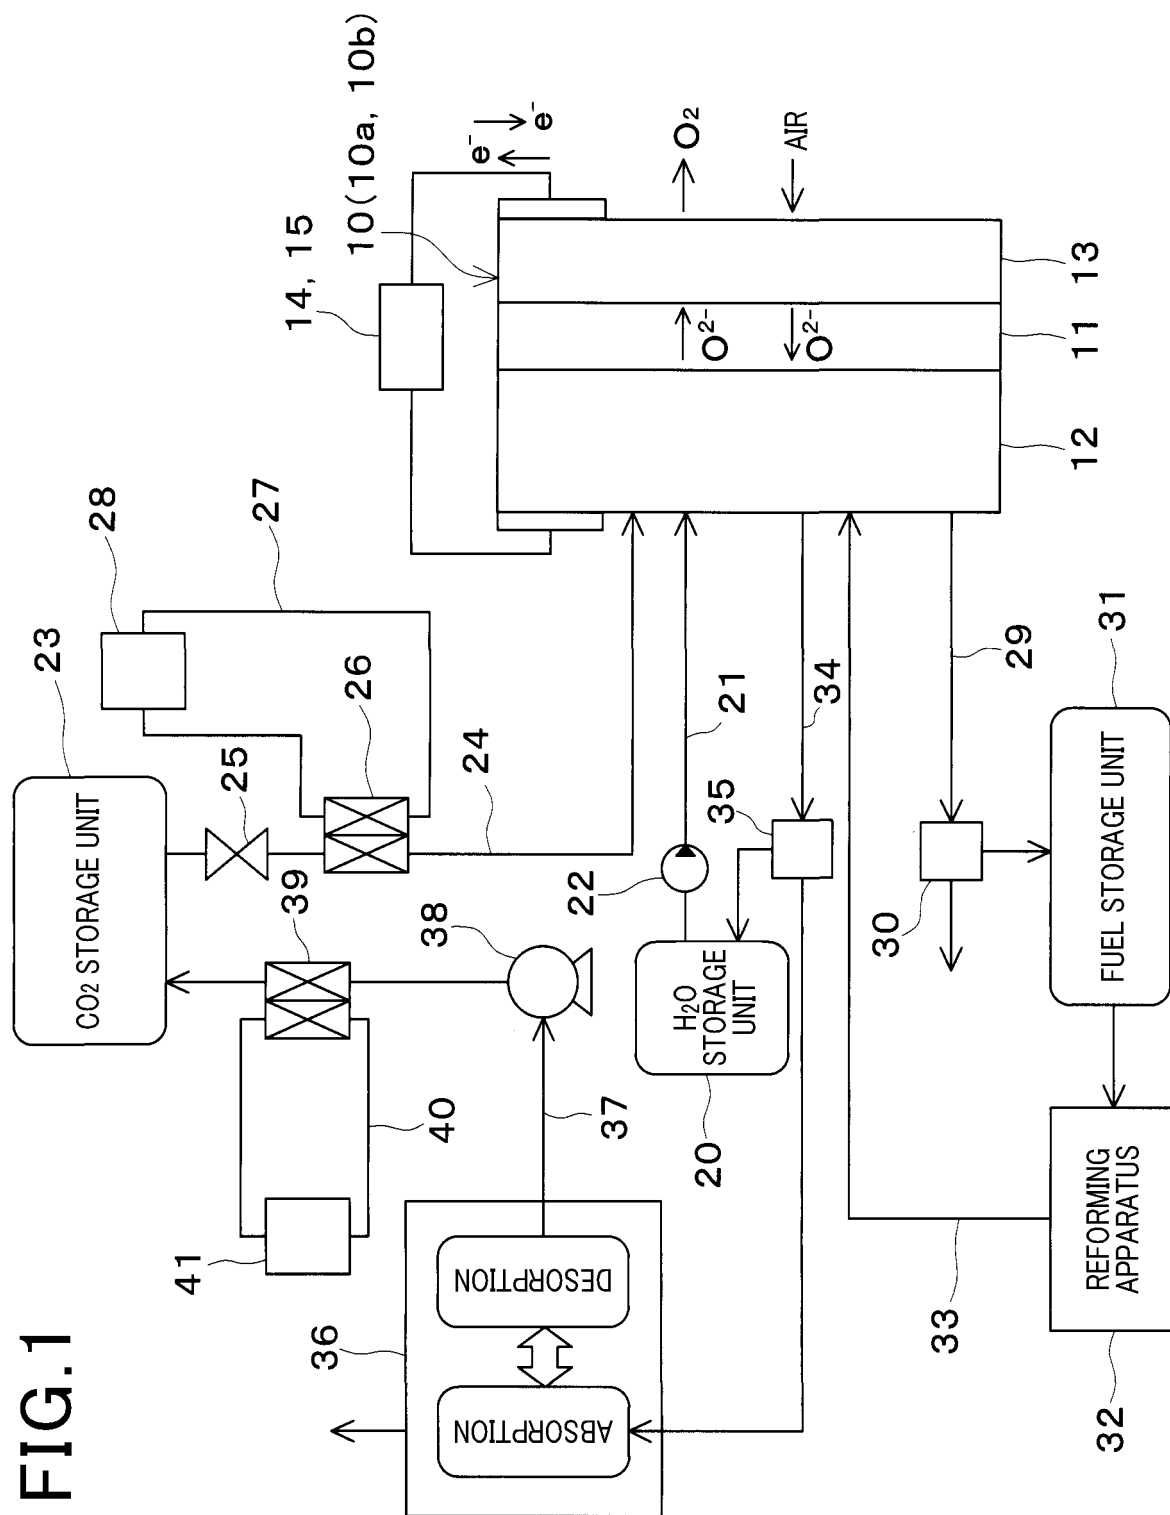 FIG.1
41
40
39
CO2 STORAGE UNIT
23
25
28
27
26
24
36
ABSORPTION
DESORPTION
37
38
20
H2O
STORAGE
UNIT
22
21
35
34
14, 15
10(10a, 10b)
e-
e-
O2
AIR
O2-
O2-
12
11
13
33
32
REFORMING
APPARATUS
30
29
31
FUEL STORAGE UNIT